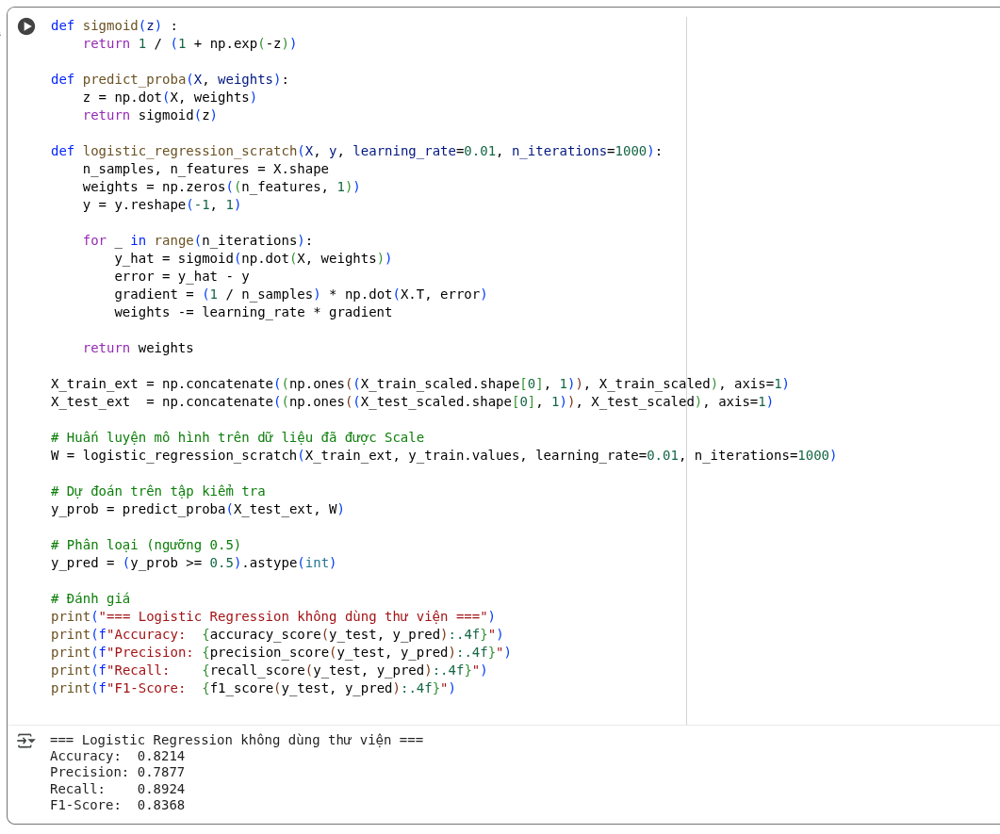 def sigmoid(z) :
    return 1 / (1 + np.exp(-z))

def predict_proba(X, weights):
    z = np.dot(X, weights)
    return sigmoid(z)

def logistic_regression_scratch(X, y, learning_rate=0.01, n_iterations=1000):
    n_samples, n_features = X.shape
    weights = np.zeros((n_features, 1))
    y = y.reshape(-1, 1)

    for _ in range(n_iterations):
        y_hat = sigmoid(np.dot(X, weights))
        error = y_hat - y
        gradient = (1 / n_samples) * np.dot(X.T, error)
        weights -= learning_rate * gradient

    return weights

X_train_ext = np.concatenate((np.ones((X_train_scaled.shape[0], 1)), X_train_scaled), axis=1)
X_test_ext  = np.concatenate((np.ones((X_test_scaled.shape[0], 1)), X_test_scaled), axis=1)

# Huấn luyện mô hình trên dữ liệu đã được Scale
W = logistic_regression_scratch(X_train_ext, y_train.values, learning_rate=0.01, n_iterations=1000)

# Dự đoán trên tập kiểm tra
y_prob = predict_proba(X_test_ext, W)

# Phân loại (ngưỡng 0.5)
y_pred = (y_prob >= 0.5).astype(int)

# Đánh giá
print("=== Logistic Regression không dùng thư viện ===")
print(f"Accuracy:  {accuracy_score(y_test, y_pred):.4f}")
print(f"Precision: {precision_score(y_test, y_pred):.4f}")
print(f"Recall:    {recall_score(y_test, y_pred):.4f}")
print(f"F1-Score:  {f1_score(y_test, y_pred):.4f}")

=== Logistic Regression không dùng thư viện ===
Accuracy:  0.8214
Precision: 0.7877
Recall:    0.8924
F1-Score:  0.8368